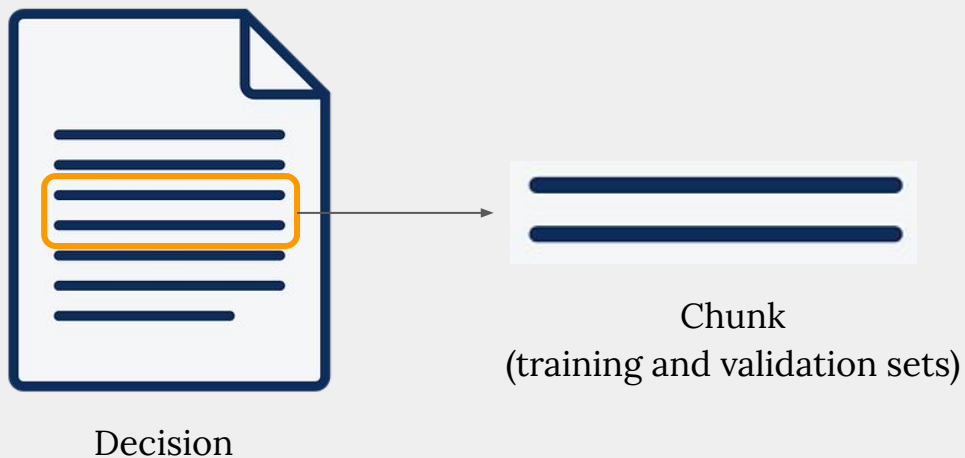 Chunk
(training and validation sets)
Decision